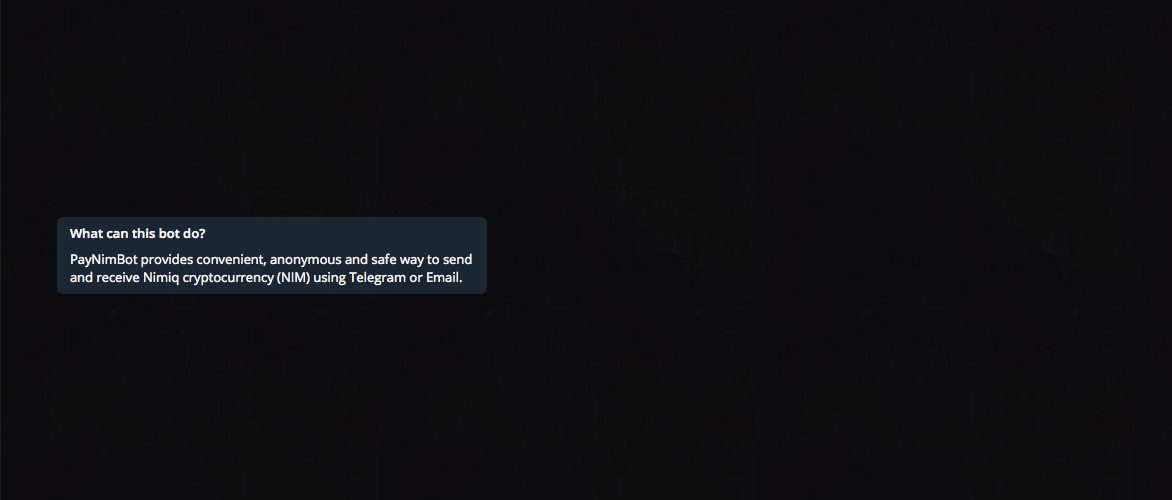 What can this bot do?
PayNimBot provides convenient, anonymous and safe way to send
and receive Nimiq cryptocurrency (NIM) using Telegram or Email.